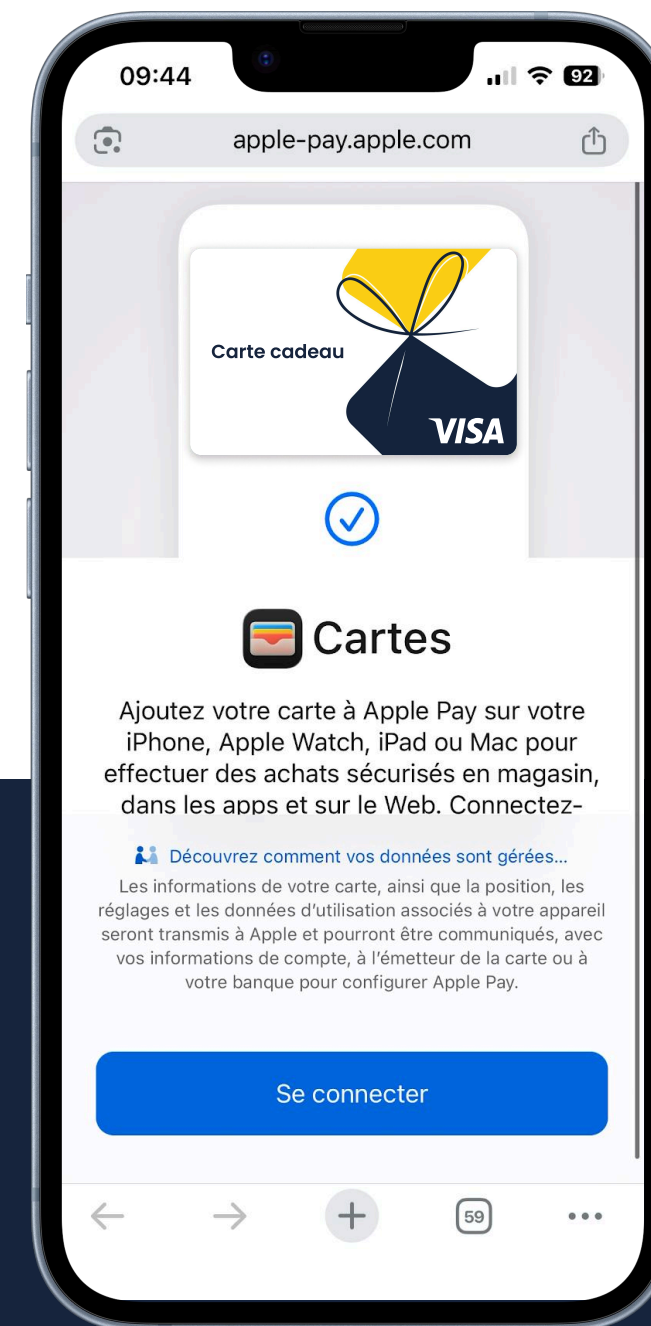 09:44
92
apple-pay.apple.com
Carte cadeau
VISA
Cartes
Ajoutez votre carte à Apple Pay sur votre
iPhone, Apple Watch, iPad ou Mac pour
effectuer des achats sécurisés en magasin,
dans les apps et sur le Web. Connectez-
Découvrez comment vos données sont gérées...
Les informations de votre carte, ainsi que la position, les
réglages et les données d’utilisation associés à votre appareil
seront transmis à Apple et pourront être communiqués, avec
vos informations de compte, à l’émetteur de la carte ou à
votre banque pour configurer Apple Pay.
Se connecter
59